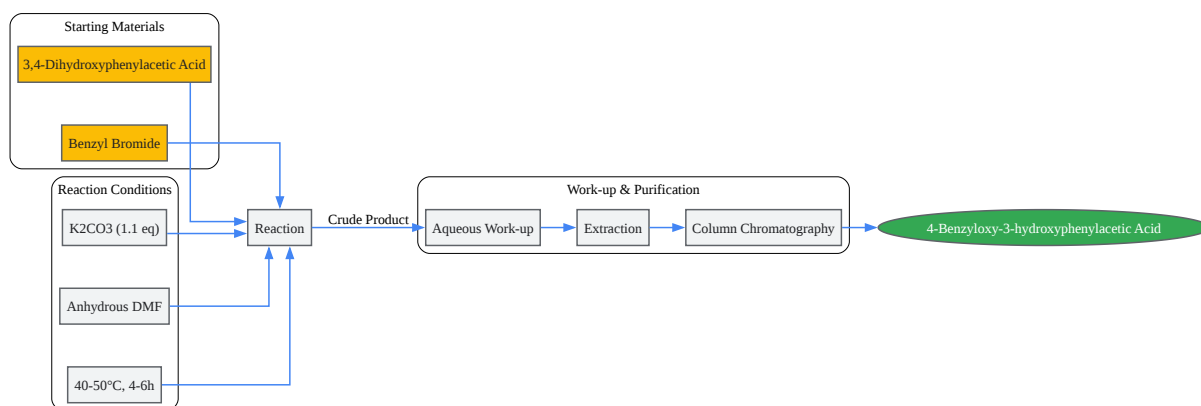 Starting Materials
3,4-Dihydroxyphenylacetic Acid
Benzyl Bromide
Reaction Conditions
K2CO3 (1.1 eq)
Anhydrous DMF
40-50°C, 4-6h
Reaction
Crude Product
Work-up & Purification
Aqueous Work-up
Extraction
Column Chromatography
4-Benzyloxy-3-hydroxyphenylacetic Acid